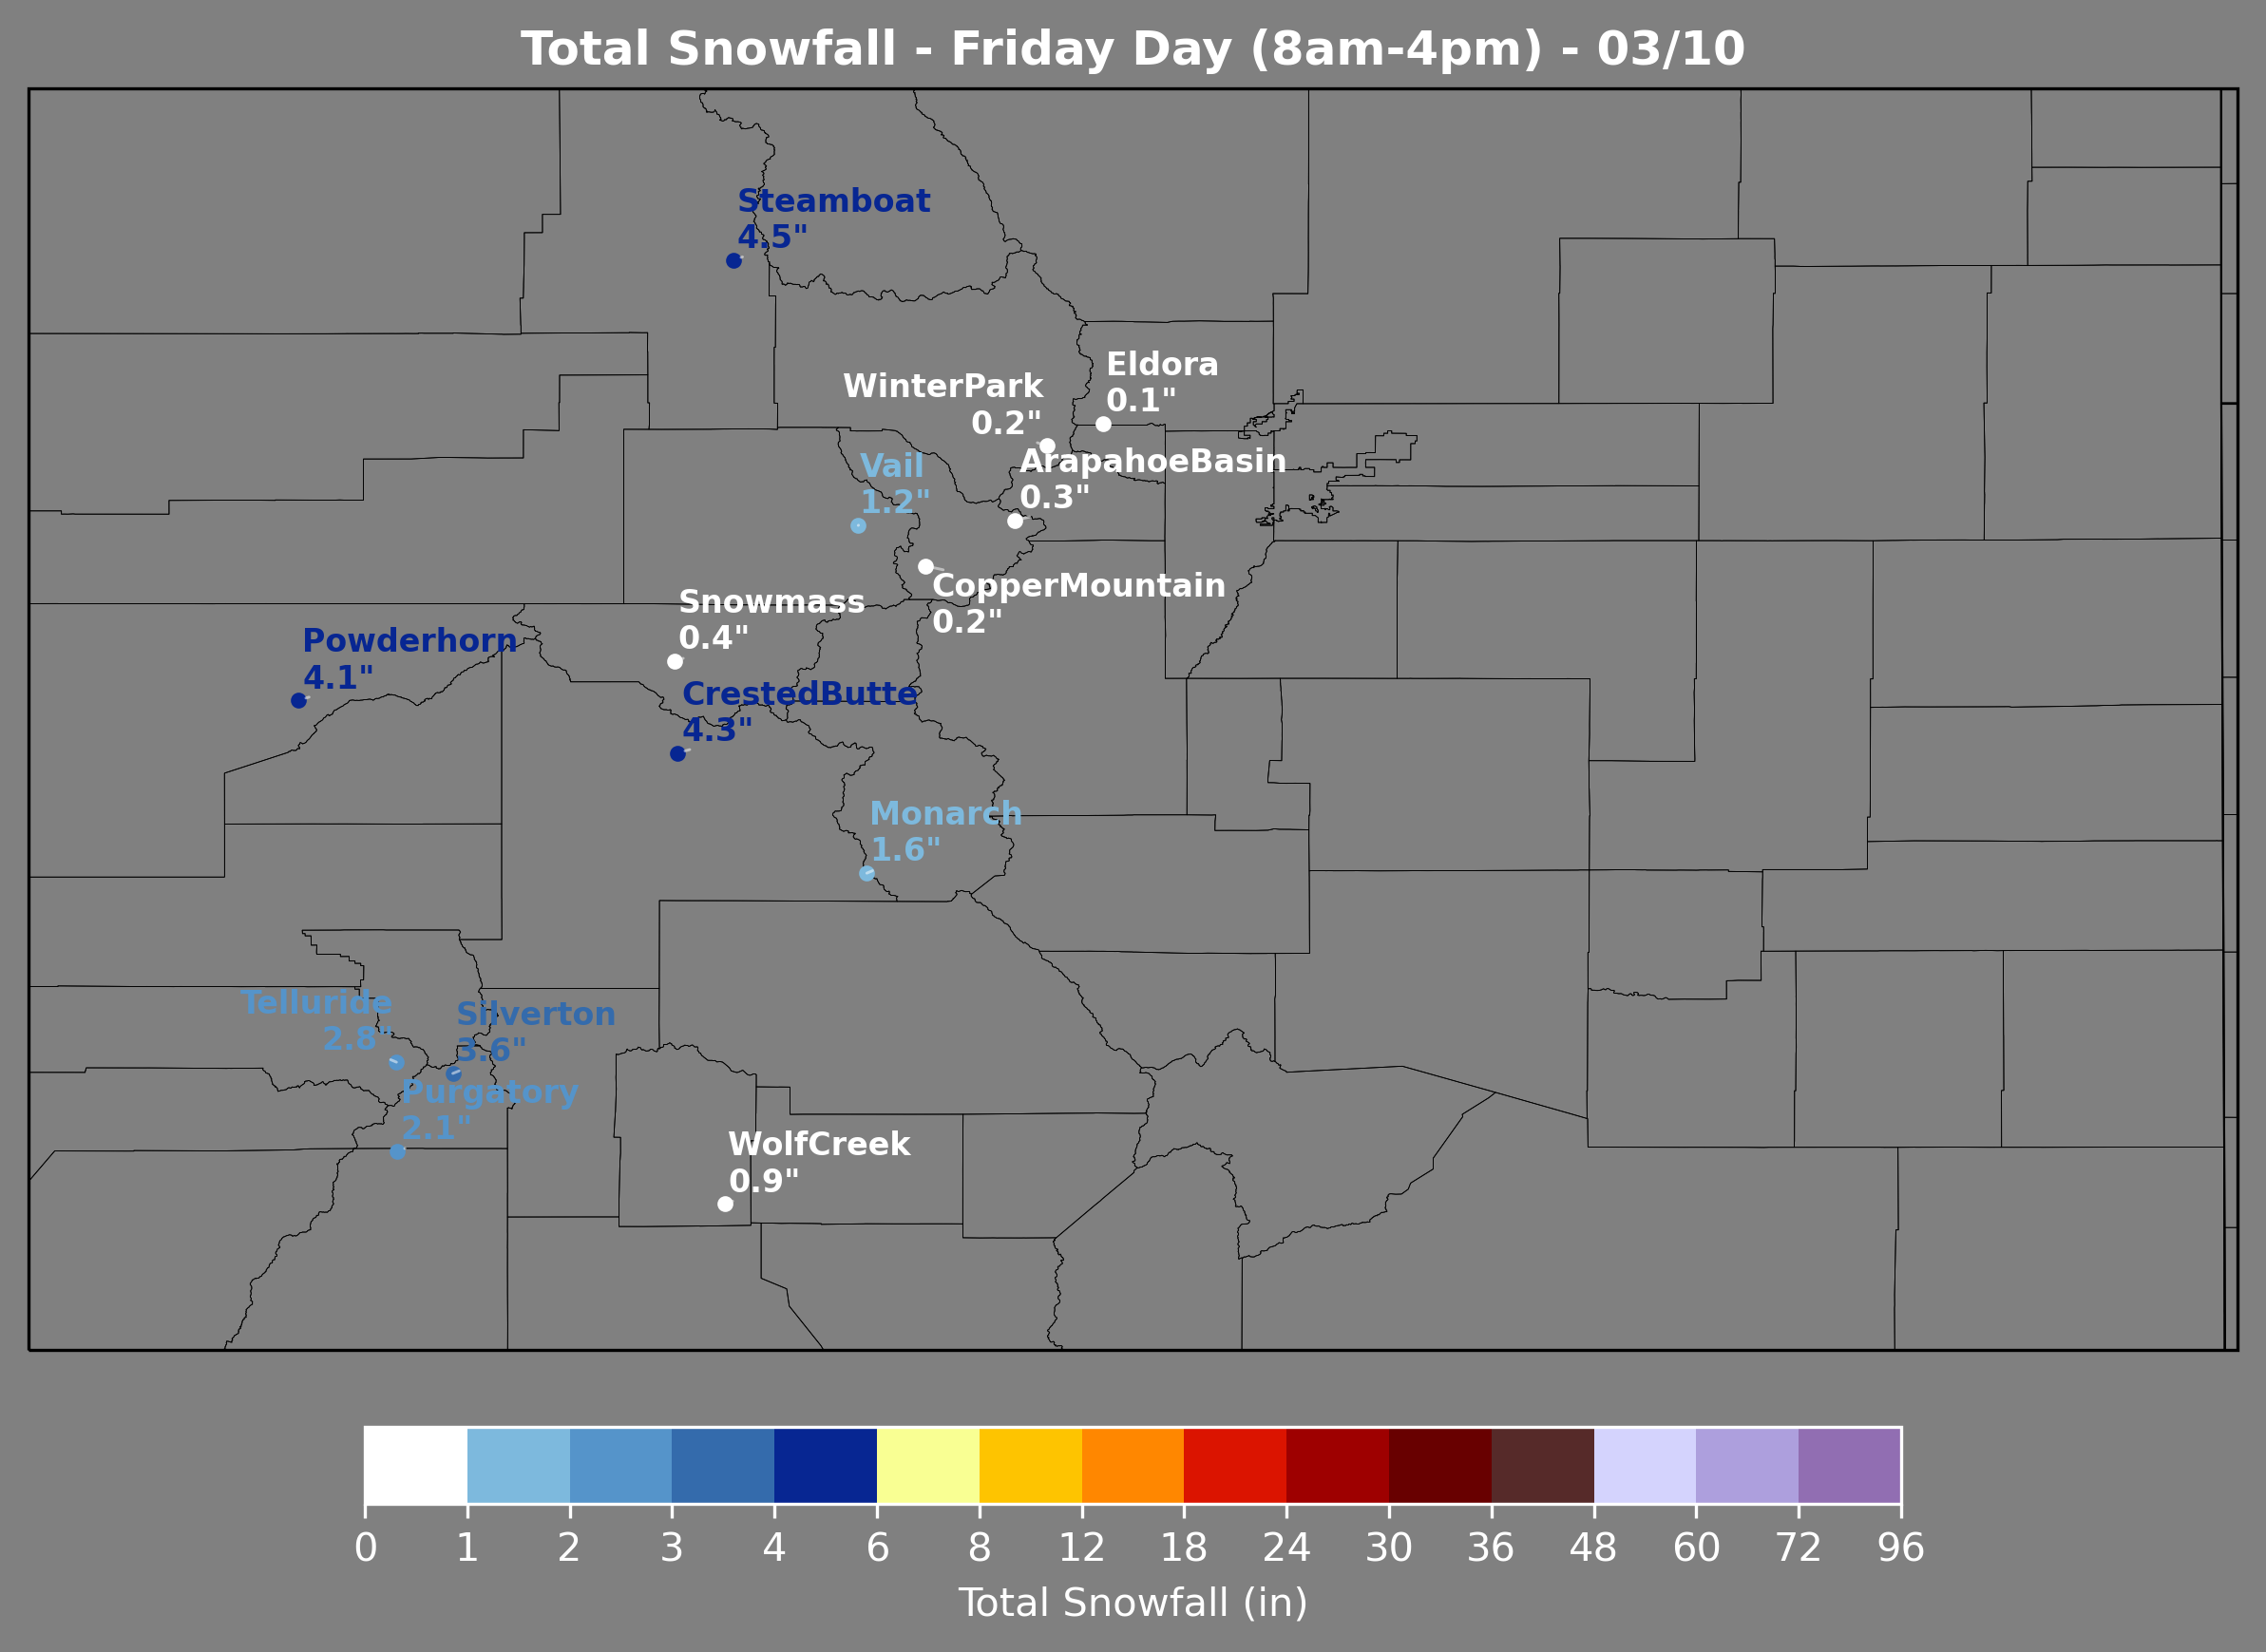 Total Snowfall - Friday Day (8am-4pm) - 03/10
Steamboat
4.5"
Eldora
0.1"
WinterPark
0.2"
ArapahoeBasin
0.3"
Vail
1.2"
CopperMountain
0.2"
Snowmass
0.4"
Powderhorn
4.1"
CrestedButte
4.3"
Monarch
1.6"
Telluride
2.8"
Silverton
3.6"
Purgatory
2.1"
WolfCreek
0.9"
0 1 2 3 4 6 8 12 18 24 30 36 48 60 72 96
Total Snowfall (in)